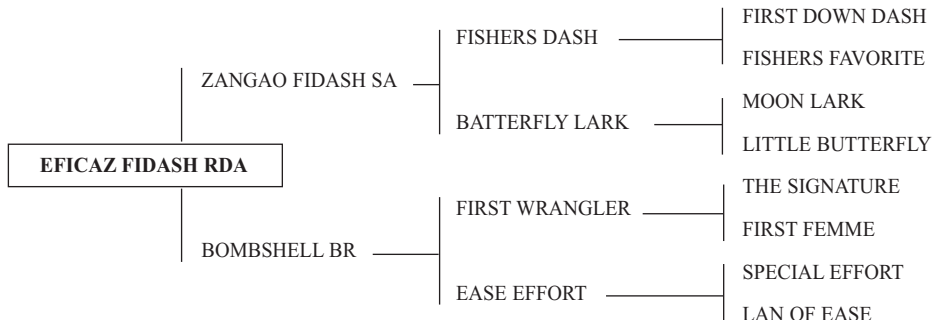 FIRST DOWN DASH
FISHERS DASH
FISHERS FAVORITE
ZANGAO FIDASH SA
MOON LARK
BATTERFLY LARK
LITTLE BUTTERFLY
EFICAZ FIDASH RDA
THE SIGNATURE
FIRST WRANGLER
FIRST FEMME
BOMBSHELL BR
SPECIAL EFFORT
EASE EFFORT
LAN OF EASE